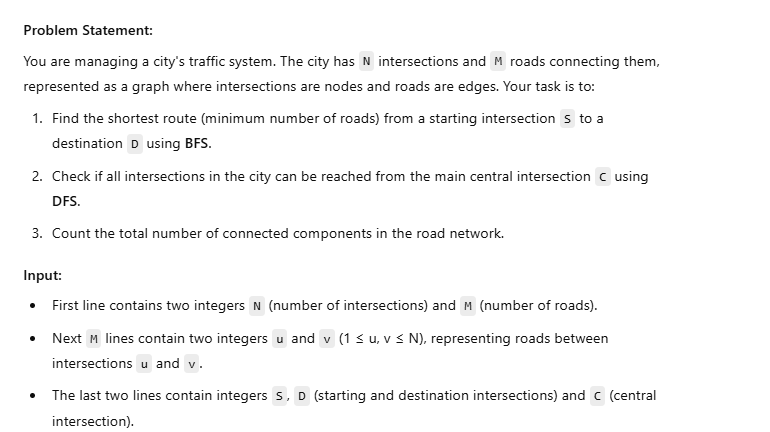 Problem Statement:
You are managing a city's traffic system. The city has N intersections and M roads connecting them,
represented as a graph where intersections are nodes and roads are edges. Your task is to:
1. Find the shortest route (minimum number of roads) from a starting intersection S to a
destination D using BFS.
2. Check if all intersections in the city can be reached from the main central intersection C using
DFS.
3. Count the total number of connected components in the road network.
Input:
• First line contains two integers N (number of intersections) and M (number of roads).
• Next M lines contain two integers u and v (1 ≤ u, v ≤ N), representing roads between
intersections u and v.
• The last two lines contain integers S, D (starting and destination intersections) and C (central
intersection).